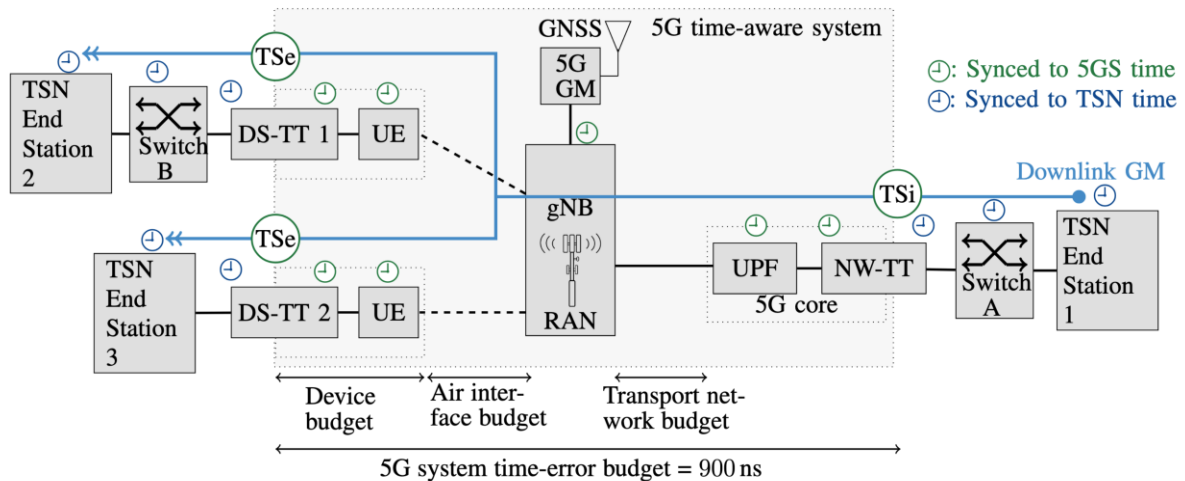 GNSS
5G time-aware system
TSe
5G
GM
: Synced to 5GS time
: Synced to TSN time
TSN
End
Station
2
Switch
B
DS-TT 1
UE
Downlink GM
TSi
gNB
TSe
TSN
End
Station
3
DS-TT 2
UE
RAN
UPF
NW-TT
5G core
Switch
A
TSN
End
Station
1
Device
budget
Air inter-
face budget
Transport net-
work budget
5G system time-error budget = 900 ns